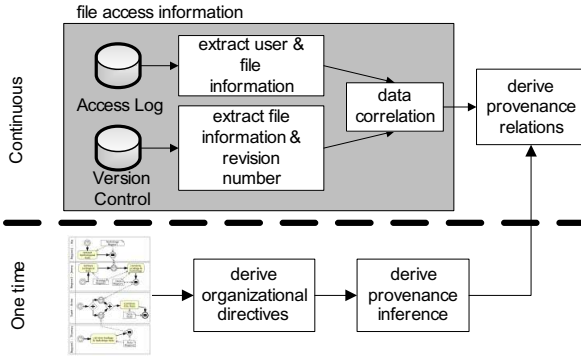 file access information
Continuous
Access Log
extract user &
file
information
Version
Control
extract file
information &
revision
number
data
correlation
derive
provenance
relations
One time
derive
organizational
directives
derive
provenance
inference